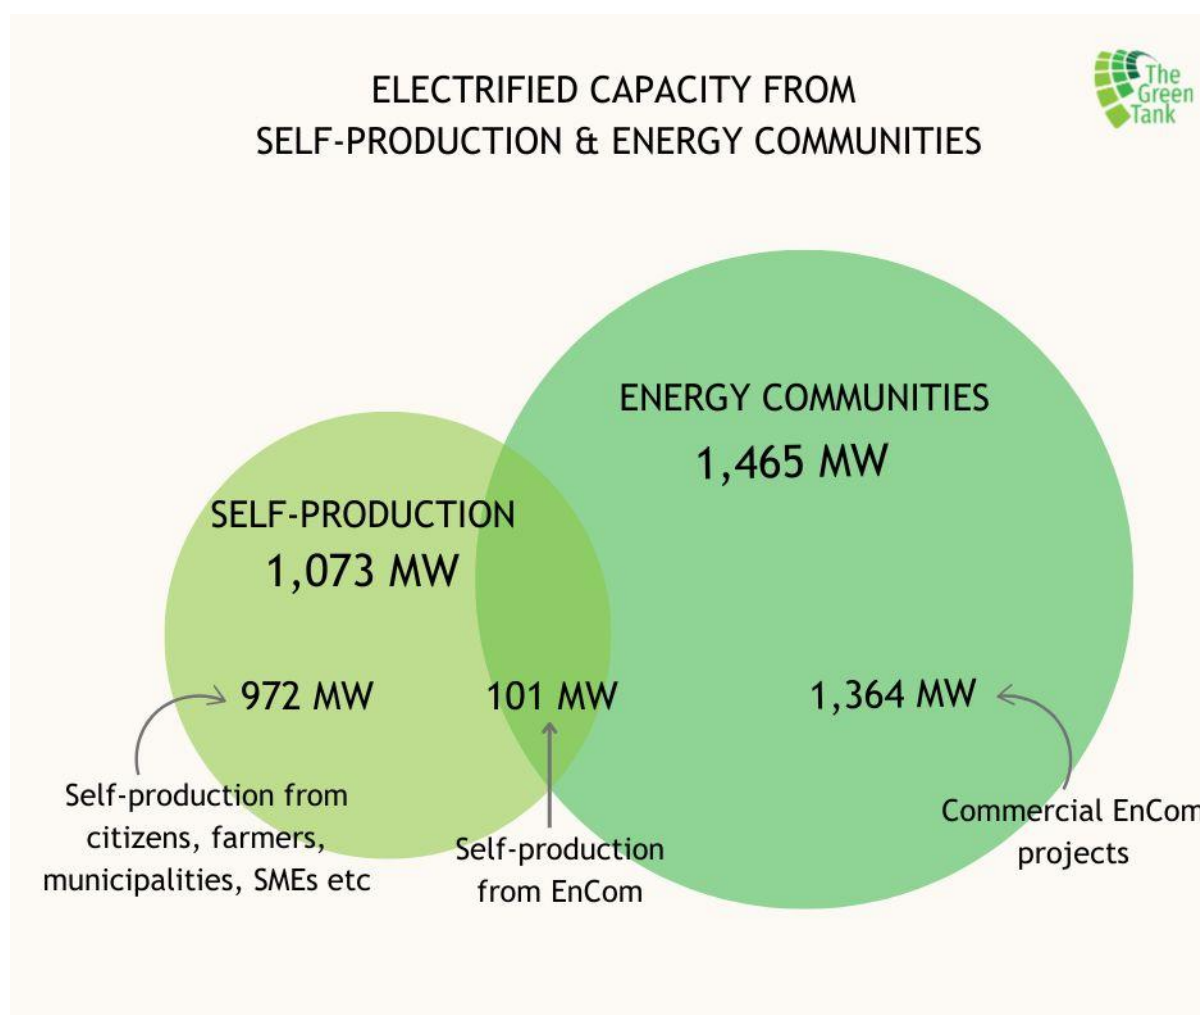 ELECTRIFIED CAPACITY FROM
SELF-PRODUCTION & ENERGY COMMUNITIES
The
Green
Tank
ENERGY COMMUNITIES
1,465 MW
SELF-PRODUCTION
1,073 MW
972 MW
101 MW
1,364 MW
Self-production from
citizens, farmers,
municipalities, SMEs etc
Self-production
from EnCom
Commercial EnCom
projects